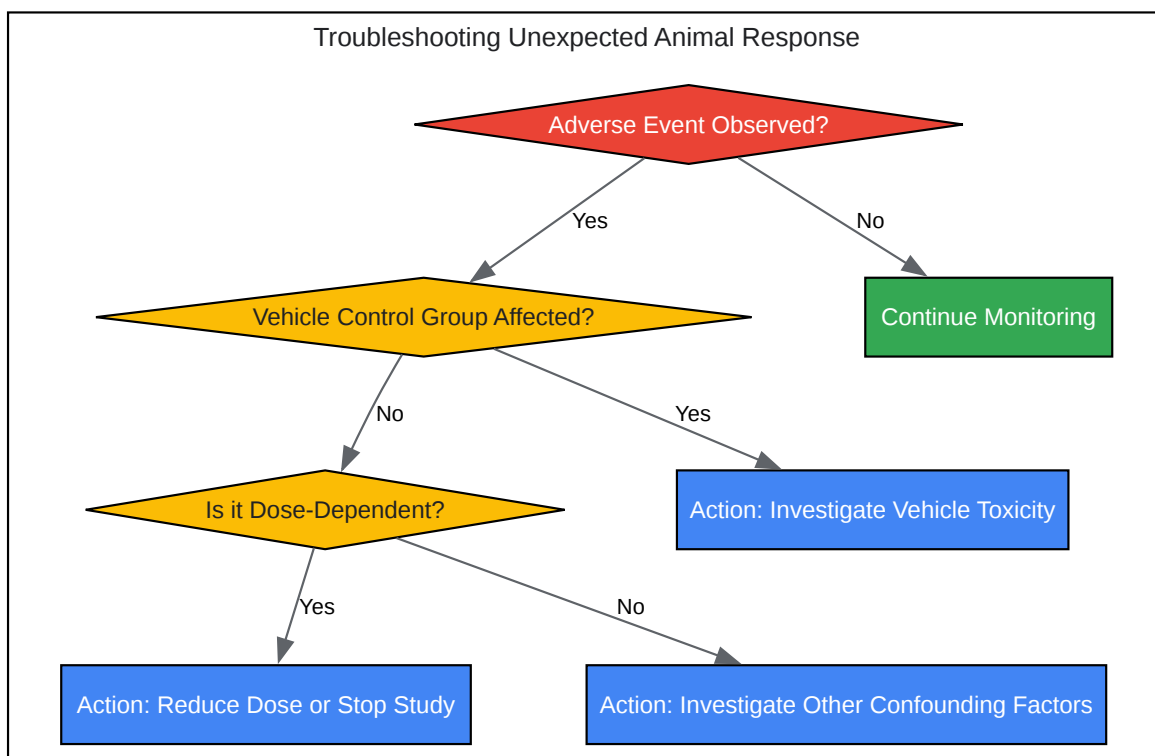 Troubleshooting Unexpected Animal Response
Adverse Event Observed?
Yes
No
Vehicle Control Group Affected?
Continue Monitoring
No
Yes
Is it Dose-Dependent?
Action: Investigate Vehicle Toxicity
Yes
No
Action: Reduce Dose or Stop Study
Action: Investigate Other Confounding Factors